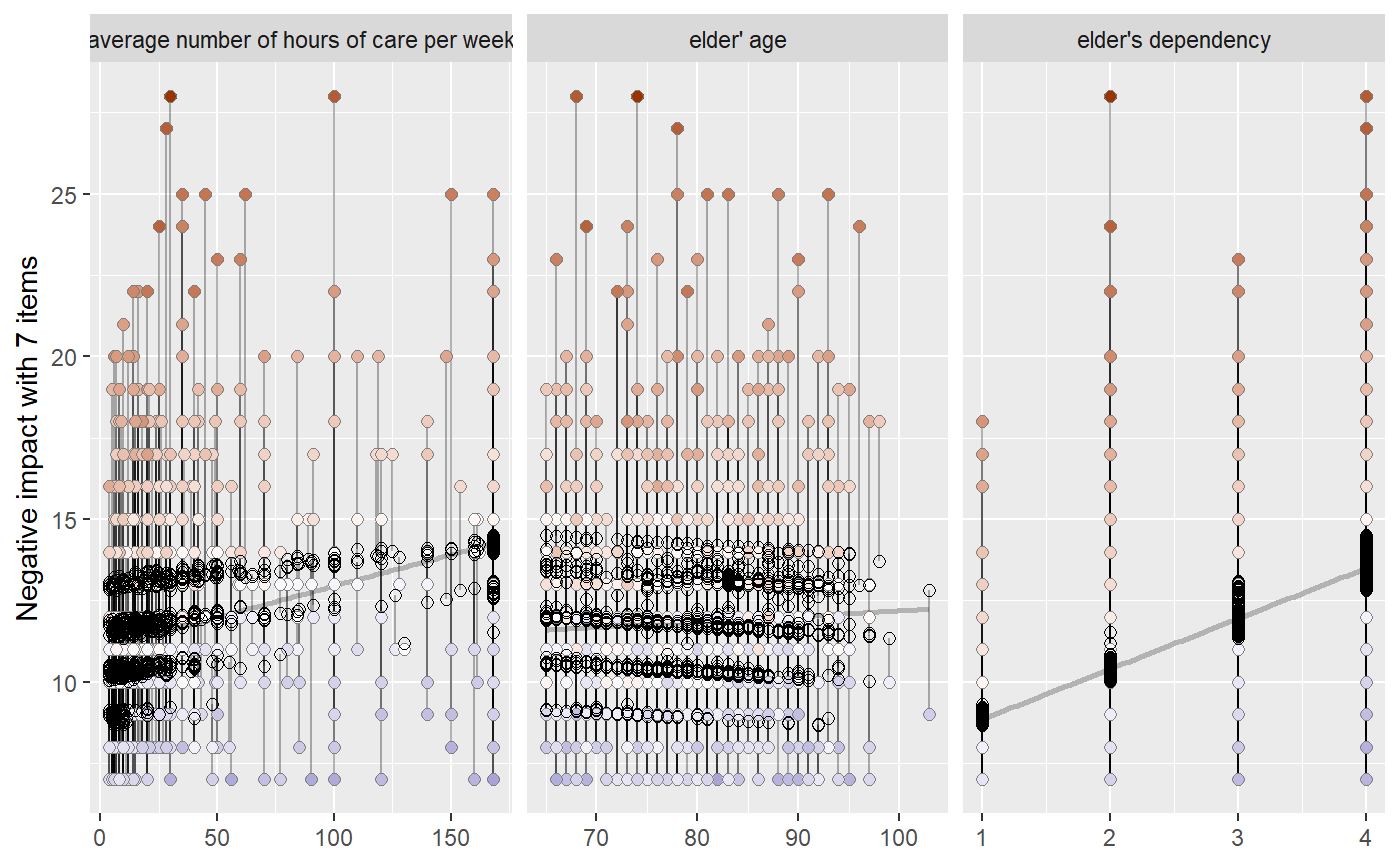 average number of hours of care per week
elder' age
elder's dependency
Negative impact with 7 items
25
20
15
10
0 50 100 150
70 80 90 100
1 2 3 4